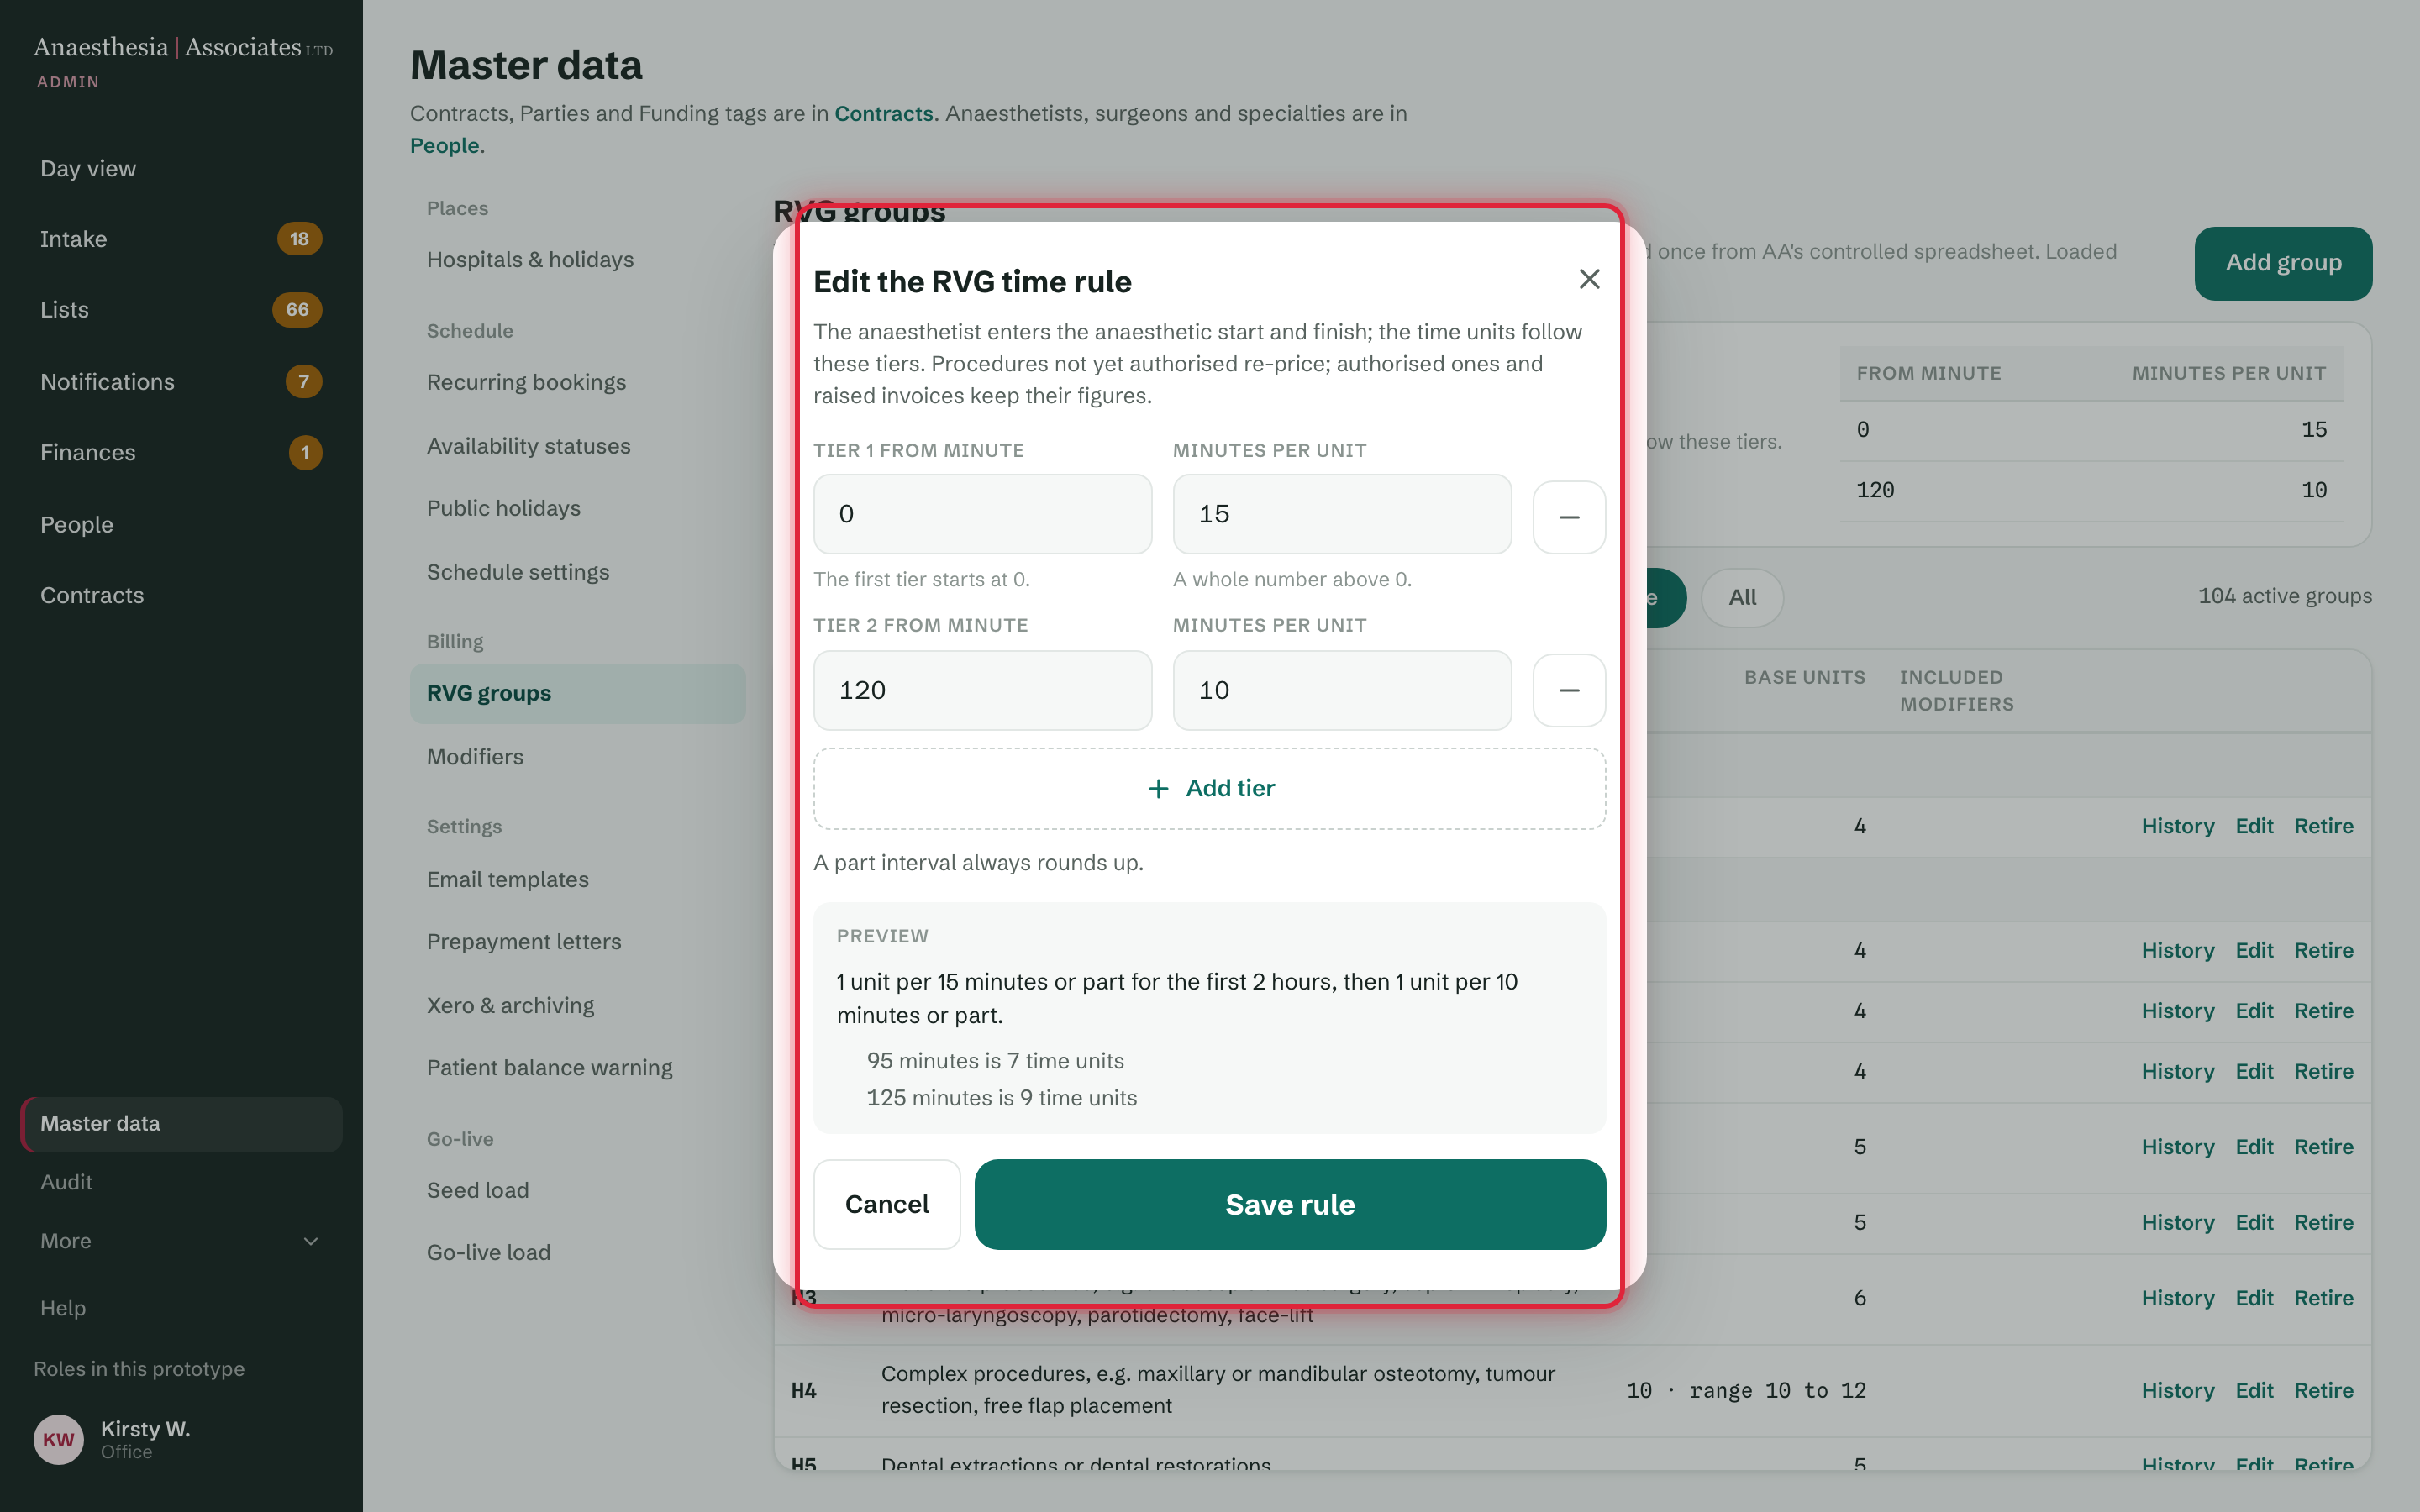 Anaesthesia | Associates LTD
ADMIN
Day view
Intake 18
Lists 66
Notifications 7
Finances 1
People
Contracts
Master data
Audit
More
Help
Roles in this prototype
KW
Kirsty W.
Office
Master data
Contracts, Parties and Funding tags are in Contracts. Anaesthetists, surgeons and specialties are in
People.
Places
Hospitals & holidays
Schedule
Recurring bookings
Availability statuses
Public holidays
Schedule settings
Billing
RVG groups
Modifiers
Settings
Email templates
Prepayment letters
Xero & archiving
Patient balance warning
Go-live
Seed load
Go-live load
RVG groups
once from AA's controlled spreadsheet. Loaded
Add group
these tiers.
FROM MINUTE MINUTES PER UNIT
0 15
120 10
All
104 active groups
BASE UNITS INCLUDED
MODIFIERS
4 History Edit Retire
4 History Edit Retire
4 History Edit Retire
4 History Edit Retire
5 History Edit Retire
5 History Edit Retire
H3 6 History Edit Retire
micro-laryngoscopy, parotidectomy, face-lift
H4 Complex procedures, e.g. maxillary or mandibular osteotomy, tumour
resection, free flap placement
10 · range 10 to 12 History Edit Retire
H5 Dental extractions or dental restorations 5 History Edit Retire
Edit the RVG time rule
The anaesthetist enters the anaesthetic start and finish; the time units follow
these tiers. Procedures not yet authorised re-price; authorised ones and
raised invoices keep their figures.
TIER 1 FROM MINUTE MINUTES PER UNIT
0 15
The first tier starts at 0. A whole number above 0.
TIER 2 FROM MINUTE MINUTES PER UNIT
120 10
+ Add tier
A part interval always rounds up.
PREVIEW
1 unit per 15 minutes or part for the first 2 hours, then 1 unit per 10
minutes or part.
95 minutes is 7 time units
125 minutes is 9 time units
Cancel
Save rule